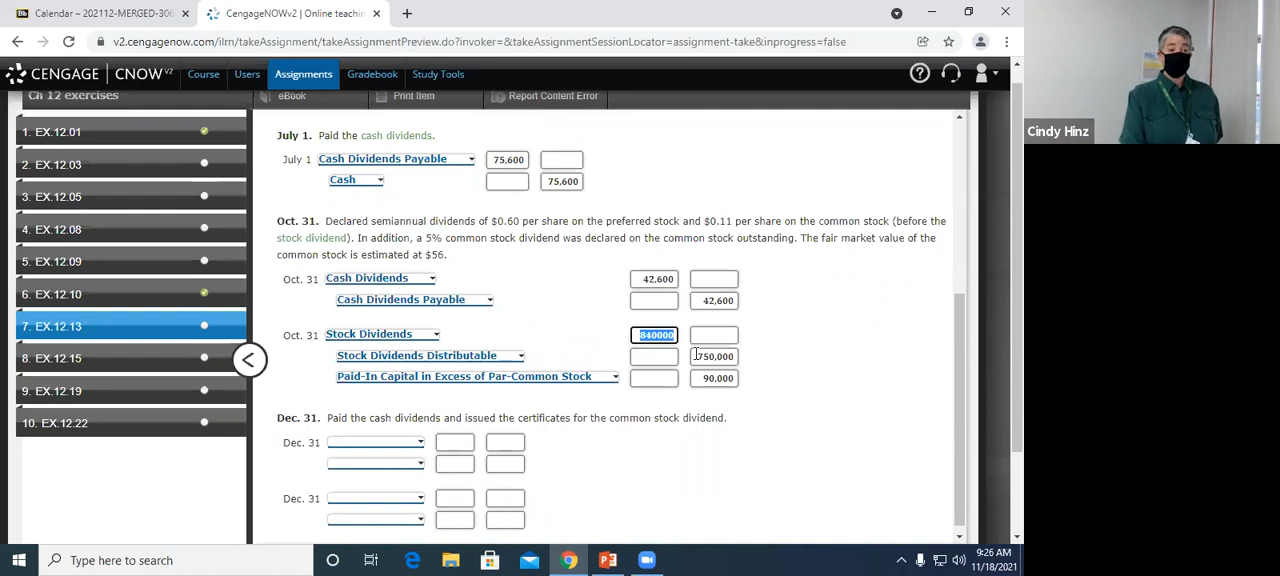 Calendar – 202112-MERGED-306
CengageNOWv2 | Online teachin
v2.cengagenow.com/ilrn/takeAssignment/takeAssignmentPreview.do?invoker=&takeAssignmentSessionLocator=assignment-take&inprogress=false
CENGAGE | CNOWv2 Course Users Assignments Gradebook Study Tools
Ch 12 exercises
eBook Print Item Report Content Error
1. EX.12.01
2. EX.12.03
3. EX.12.05
4. EX.12.08
5. EX.12.09
6. EX.12.10
7. EX.12.13
8. EX.12.15
9. EX.12.19
10. EX.12.22
July 1. Paid the cash dividends.
July 1 Cash Dividends Payable 75,600
Cash 75,600
Oct. 31. Declared semiannual dividends of $0.60 per share on the preferred stock and $0.11 per share on the common stock (before the
stock dividend). In addition, a 5% common stock dividend was declared on the common stock outstanding. The fair market value of the
common stock is estimated at $56.
Oct. 31 Cash Dividends 42,600
Cash Dividends Payable 42,600
Oct. 31 Stock Dividends 840000
Stock Dividends Distributable 750,000
Paid-In Capital in Excess of Par-Common Stock 90,000
Dec. 31. Paid the cash dividends and issued the certificates for the common stock dividend.
Dec. 31
Dec. 31
Cindy Hinz
Type here to search
9:26 AM
11/18/2021